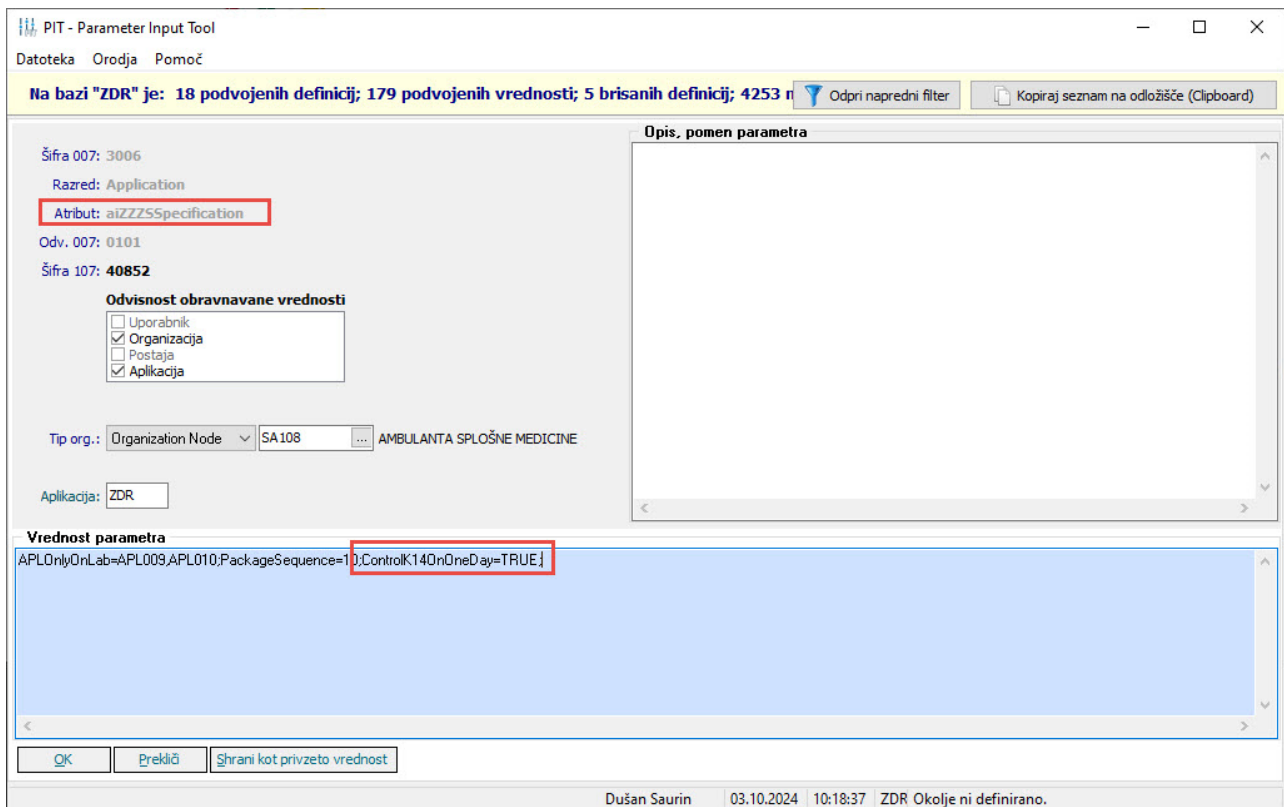 PIT - Parameter Input Tool
Datoteka Orodja Pomoč
Na bazi "ZDR" je: 18 podvojenih definicij; 179 podvojenih vrednosti; 5 brisanih definicij; 4253 n
Odpri napredni filter
Kopiraj seznam na odložišče (Clipboard)
Opis, pomen parametra
Šifra 007: 3006
Razred: Application
Atribut: aiZZZSSpecification
Odv. 007: 0101
Šifra 107: 40852
Odvisnost obravnavane vrednosti
Uporabnik
Organizacija
Postaja
Aplikacija
Tip org.: Organization Node SA108 ... AMBULANTA SPLOŠNE MEDICINE
Aplikacija: ZDR
Vrednost parametra
APLOnlyOnLab=APL009,APL010;PackageSequence=10;ControlK14OnOneDay=TRUE;
OK Prekliči Shrani kot privzeto vrednost
Dušan Saurin 03.10.2024 10:18:37 ZDR Okolje ni definirano.